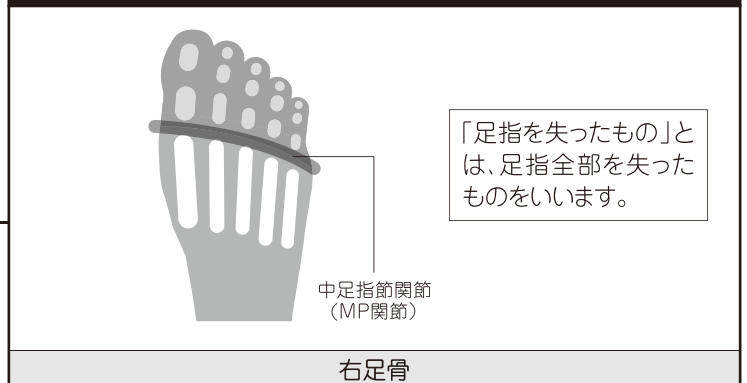 「足指を失ったもの」と
は、足指全部を失った
ものをいいます。
中足指節関節
（MP関節）
右足骨